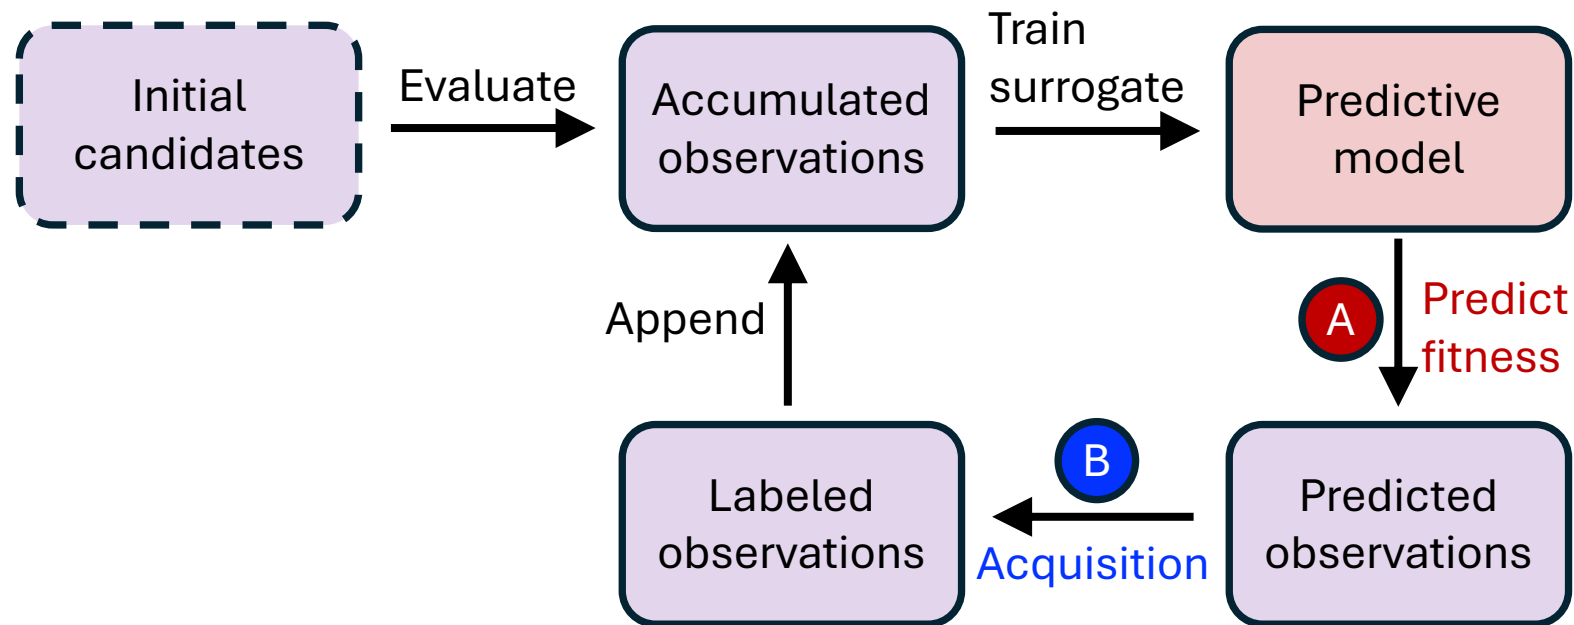 Initial
candidates
Evaluate
Accumulated
observations
Train
surrogate
Predictive
model
A
Predict
fitness
Append
Labeled
observations
B
Acquisition
Predicted
observations